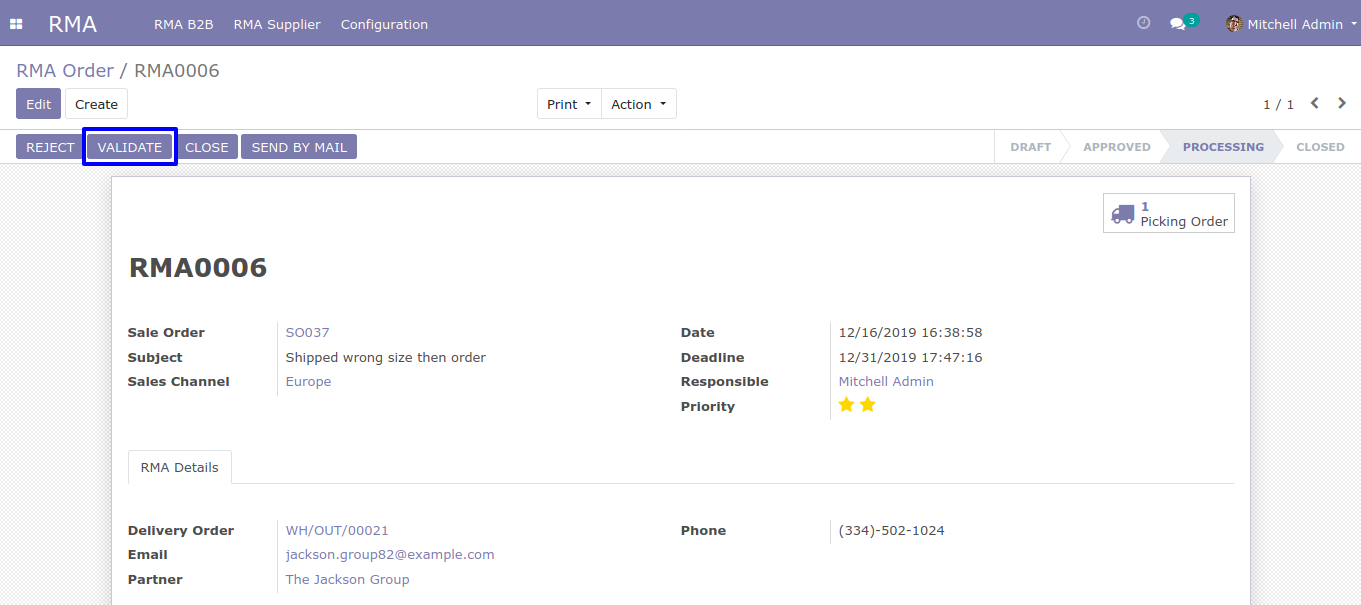 RMA RMA B2B RMA Supplier Configuration 3 Mitchell Admin
RMA Order / RMA0006
Edit Create Print Action 1 / 1
REJECT VALIDATE CLOSE SEND BY MAIL DRAFT APPROVED PROCESSING CLOSED
1
Picking Order
RMA0006
Sale Order SO037 Date 12/16/2019 16:38:58
Subject Shipped wrong size then order Deadline 12/31/2019 17:47:16
Sales Channel Europe Responsible Mitchell Admin
Priority
RMA Details
Delivery Order WH/OUT/00021 Phone (334)-502-1024
Email jackson.group82@example.com
Partner The Jackson Group